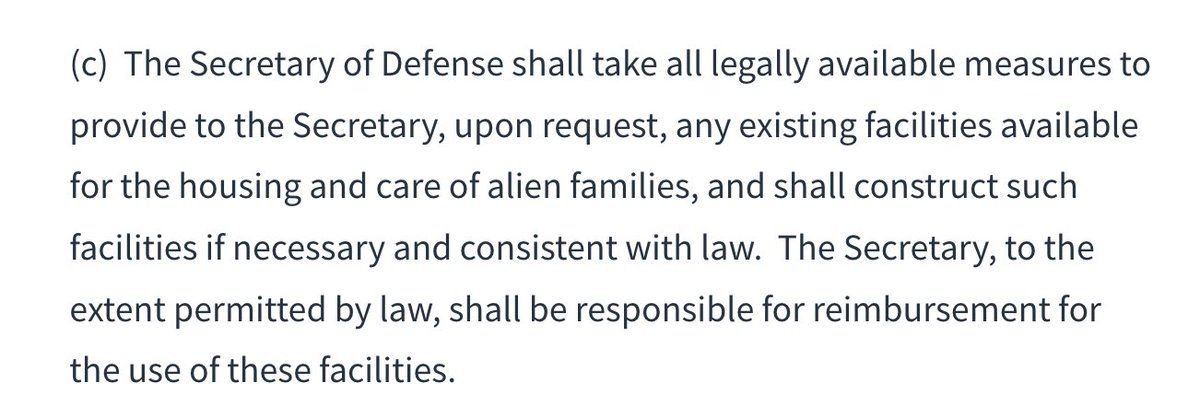 (c)  The Secretary of Defense shall take all legally available measures to
provide to the Secretary, upon request, any existing facilities available
for the housing and care of alien families, and shall construct such
facilities if necessary and consistent with law.  The Secretary, to the
extent permitted by law, shall be responsible for reimbursement for
the use of these facilities.